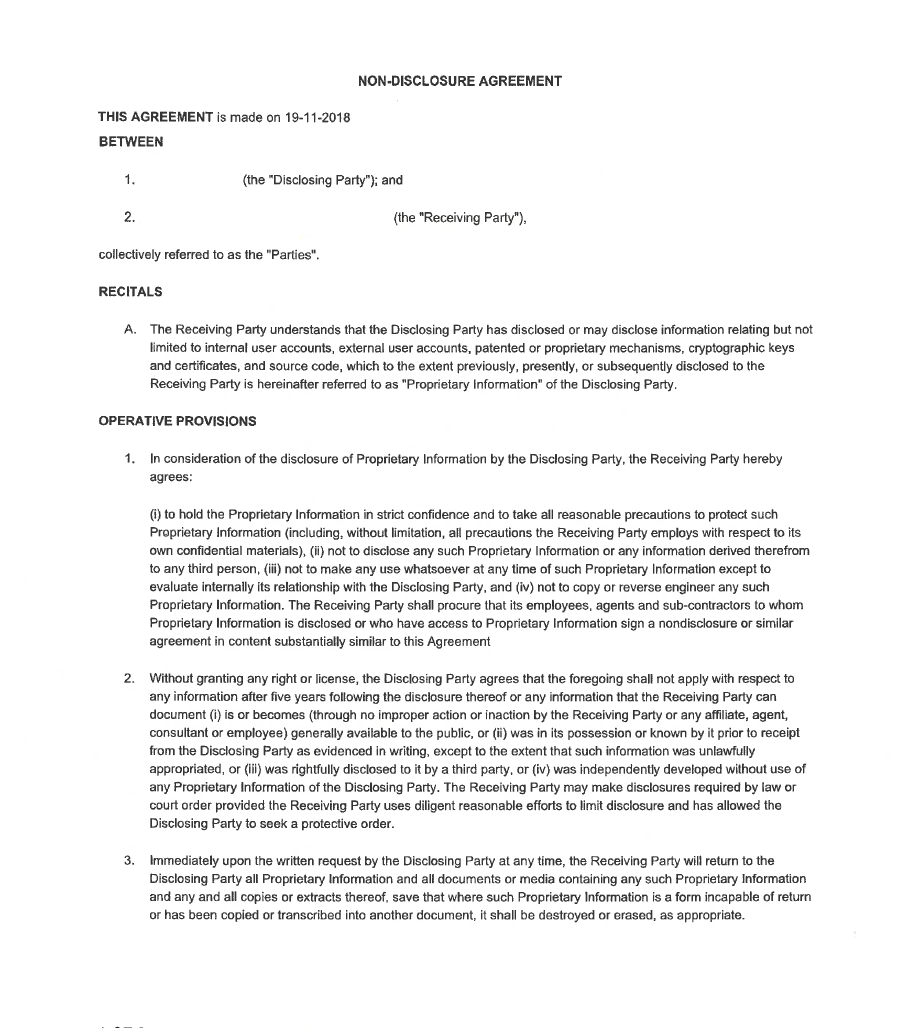 NON-DISCLOSURE AGREEMENT
THIS AGREEMENT is made on 19-11-2018
BETWEEN
1. (the "Disclosing Party"); and
2. (the "Receiving Party"),
collectively referred to as the "Parties".
RECITALS
A. The Receiving Party understands that the Disclosing Party has disclosed or may disclose information relating but not
limited to internal user accounts, external user accounts, patented or proprietary mechanisms, cryptographic keys
and certificates, and source code, which to the extent previously, presently, or subsequently disclosed to the
Receiving Party is hereinafter referred to as "Proprietary Information" of the Disclosing Party.
OPERATIVE PROVISIONS
1. In consideration of the disclosure of Proprietary Information by the Disclosing Party, the Receiving Party hereby
agrees:
(i) to hold the Proprietary Information in strict confidence and to take all reasonable precautions to protect such
Proprietary Information (including, without limitation, all precautions the Receiving Party employs with respect to its
own confidential materials), (ii) not to disclose any such Proprietary Information or any information derived therefrom
to any third person, (iii) not to make any use whatsoever at any time of such Proprietary Information except to
evaluate internally its relationship with the Disclosing Party, and (iv) not to copy or reverse engineer any such
Proprietary Information. The Receiving Party shall procure that its employees, agents and sub-contractors to whom
Proprietary Information is disclosed or who have access to Proprietary Information sign a nondisclosure or similar
agreement in content substantially similar to this Agreement
2. Without granting any right or license, the Disclosing Party agrees that the foregoing shall not apply with respect to
any information after five years following the disclosure thereof or any information that the Receiving Party can
document (i) is or becomes (through no improper action or inaction by the Receiving Party or any affiliate, agent,
consultant or employee) generally available to the public, or (ii) was in its possession or known by it prior to receipt
from the Disclosing Party as evidenced in writing, except to the extent that such information was unlawfully
appropriated, or (iii) was rightfully disclosed to it by a third party, or (iv) was independently developed without use of
any Proprietary Information of the Disclosing Party. The Receiving Party may make disclosures required by law or
court order provided the Receiving Party uses diligent reasonable efforts to limit disclosure and has allowed the
Disclosing Party to seek a protective order.
3. Immediately upon the written request by the Disclosing Party at any time, the Receiving Party will return to the
Disclosing Party all Proprietary Information and all documents or media containing any such Proprietary Information
and any and all copies or extracts thereof, save that where such Proprietary Information is a form incapable of return
or has been copied or transcribed into another document, it shall be destroyed or erased, as appropriate.